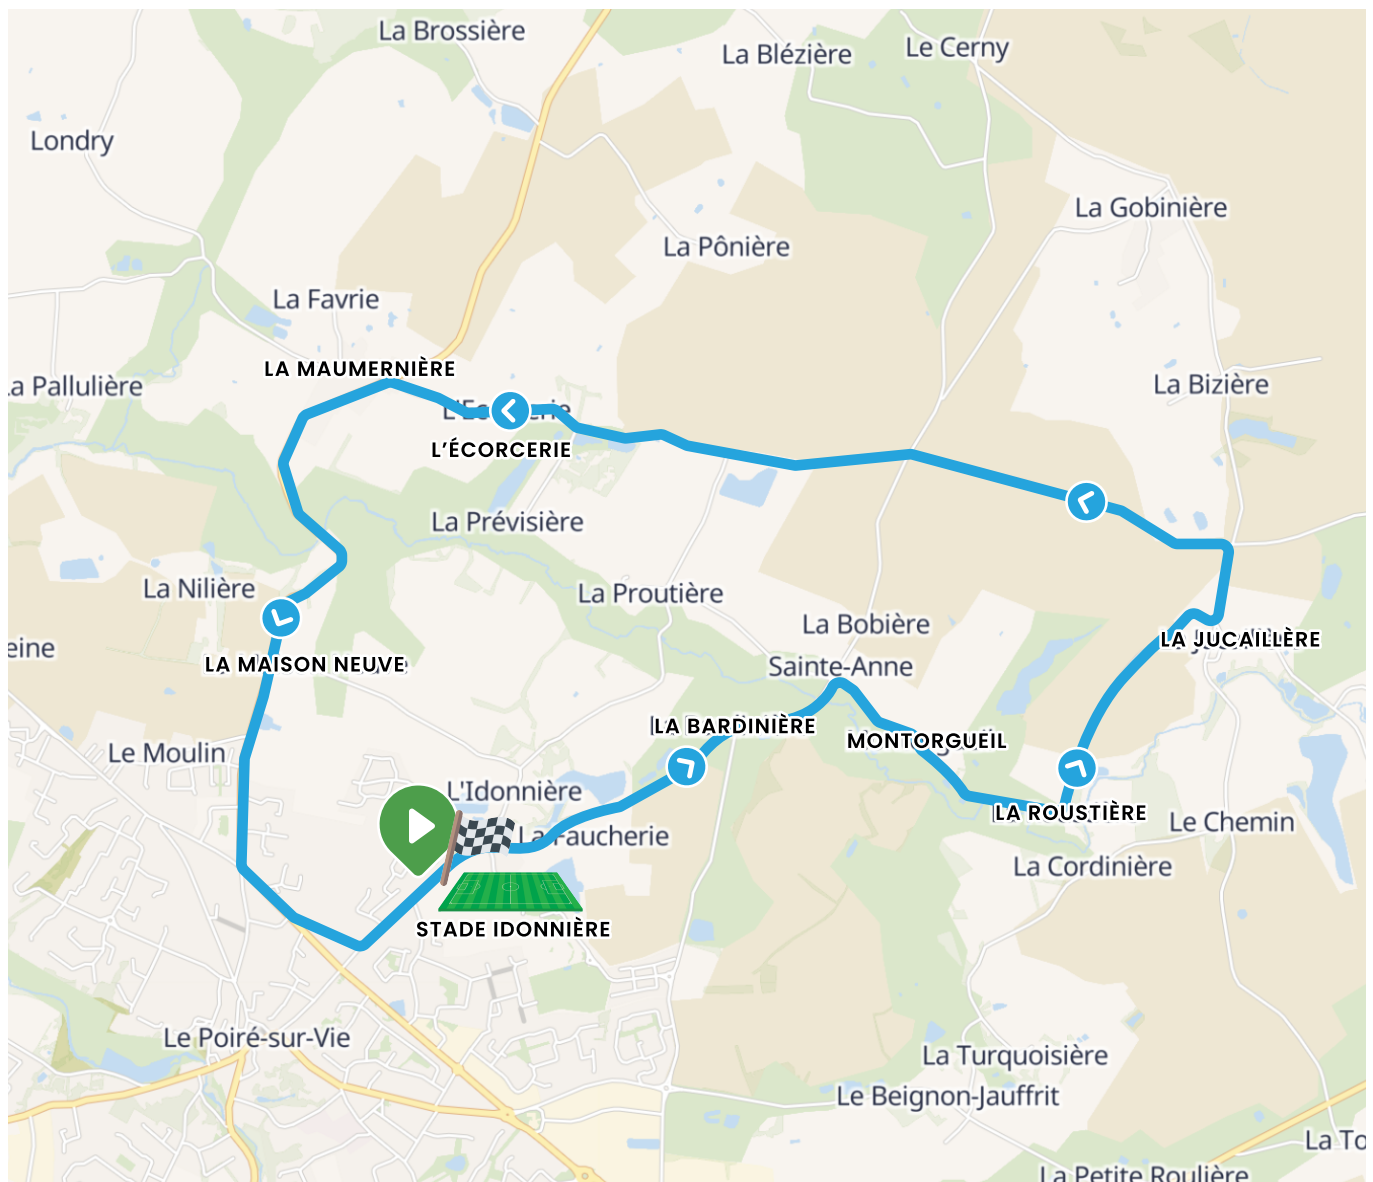 La Brossière
La Blézière
Le Cerny
Londry
La Gobinière
La Pônière
La Favrie
LA MAUMERNIÈRE
La Pallulière
La Bizière
L'ÉCORCERIE
La Prévisière
La Nilière
La Proutière
La Bobière
LA JUCAILLÈRE
eine
Sainte-Anne
LA MAISON NEUVE
LA BARDINIÈRE
MONTORGUEIL
Le Moulin
L'Idonnière
LA ROUSTIÈRE
Le Chemin
La Faucherie
La Cordinière
STADE IDONNIÈRE
Le Poiré-sur-Vie
La Turquoisière
Le Beignon-Jauffrit
La To
La Petite Roulière